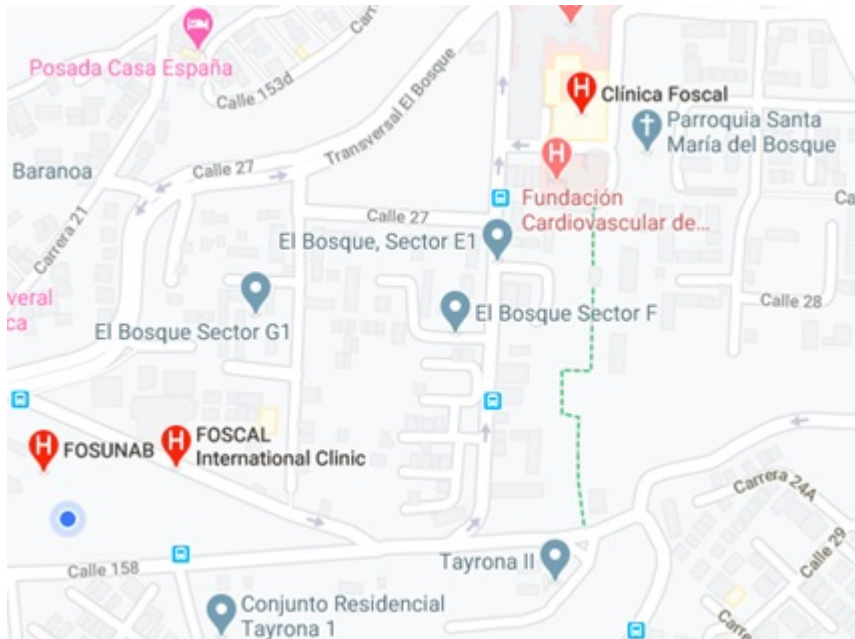 Posada Casa España
Calle 153d
Transversal El Bosque
Clínica Foscal
Parroquia Santa
María del Bosque
Calle 27
Baranoa
Carrera 21
Fundación
Cardiovascular de...
Calle 27
El Bosque, Sector E1
El Bosque Sector G1
El Bosque Sector F
Calle 28
FOSUNAB
FOSCAL
International Clinic
Carrera 24A
Calle 29
Calle 158
Tayrona II
Conjunto Residencial
Tayrona 1
H
H
H
H